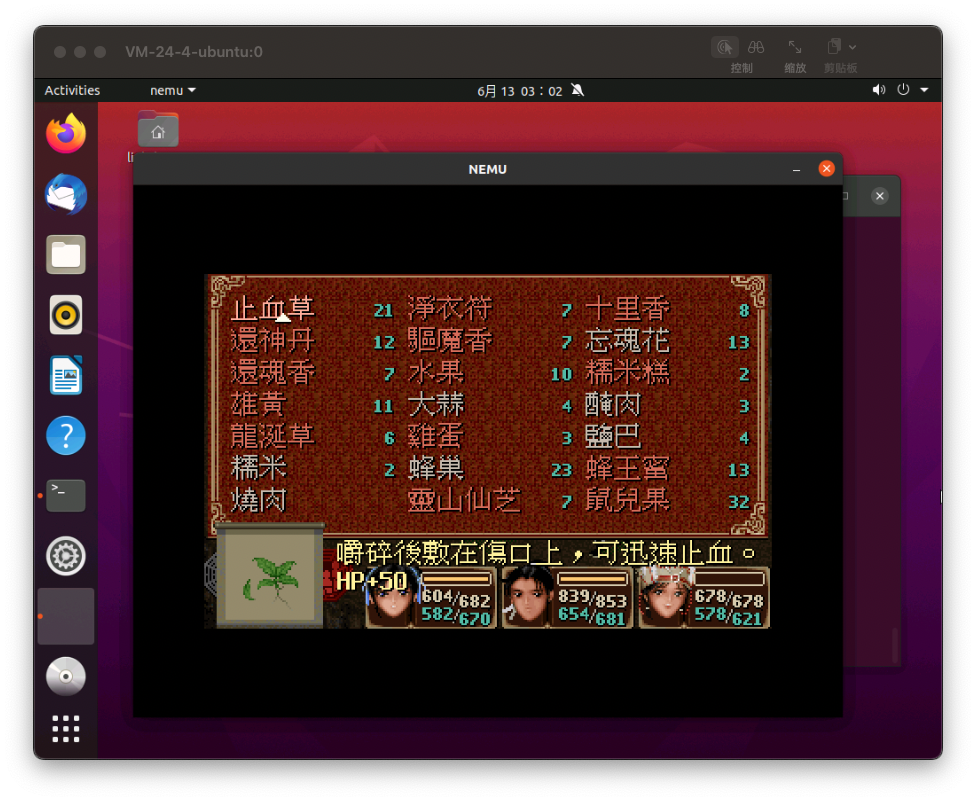 VM-24-4-ubuntu:0
控制 缩放 剪贴板
Activities nemu 6月 13 03：02
li
NEMU
止血草 21 淨衣符 7 十里香 8
還神丹 12 驅魔香 7 忘魂花 13
還魂香 7 水果 10 糯米糕 2
雄黃 11 大蒜 4 醃肉 3
龍涎草 6 雞蛋 3 鹽巴 4
糯米 2 蜂巢 23 蜂王蜜 13
燒肉 靈山仙芝 7 鼠兒果 32
嚼碎後敷在傷口上，可迅速止血。
HP+50
604/682 839/853 678/678
582/670 654/681 578/621